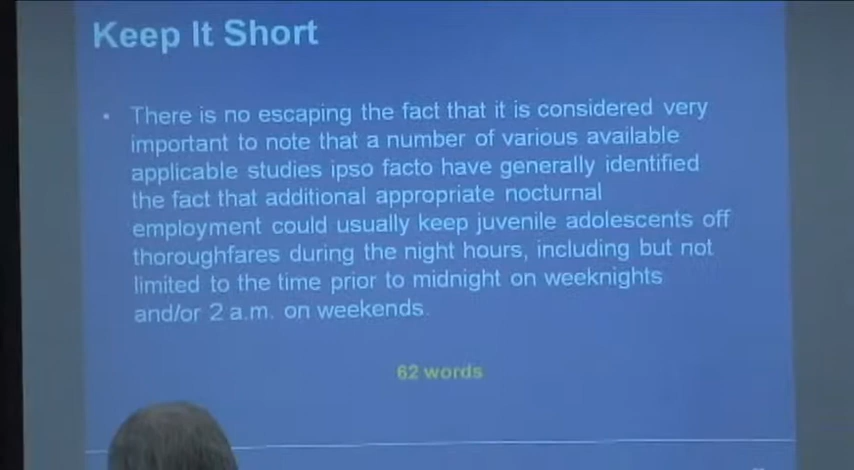 Keep It Short
• There is no escaping the fact that it is considered very
important to note that a number of various available
applicable studies ipso facto have generally identified
the fact that additional appropriate nocturnal
employment could usually keep juvenile adolescents off
thoroughfares during the night hours, including but not
limited to the time prior to midnight on weeknights
and/or 2 a.m. on weekends.
62 words